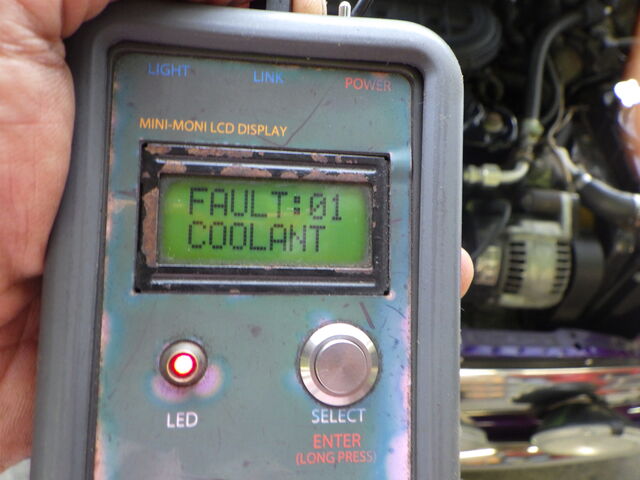 LIGHT LINK POWER
MINI-MONI LCD DISPLAY
FAULT:01
COOLANT
LED
SELECT
ENTER
(LONG PRESS)